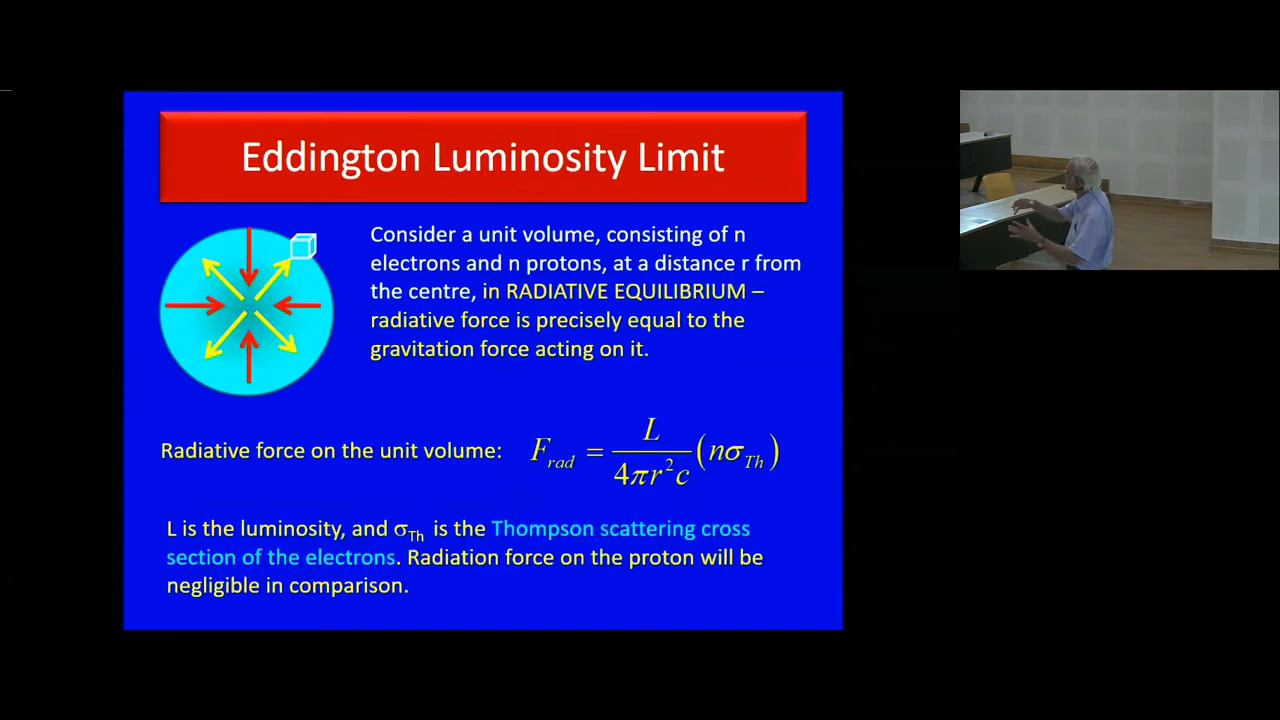 Eddington Luminosity Limit
Consider a unit volume, consisting of n
electrons and n protons, at a distance r from
the centre, in RADIATIVE EQUILIBRIUM –
radiative force is precisely equal to the
gravitation force acting on it.
Radiative force on the unit volume: F_rad = L / (4πr²c) (nσ_Th)
L is the luminosity, and σ_Th is the Thompson scattering cross
section of the electrons. Radiation force on the proton will be
negligible in comparison.